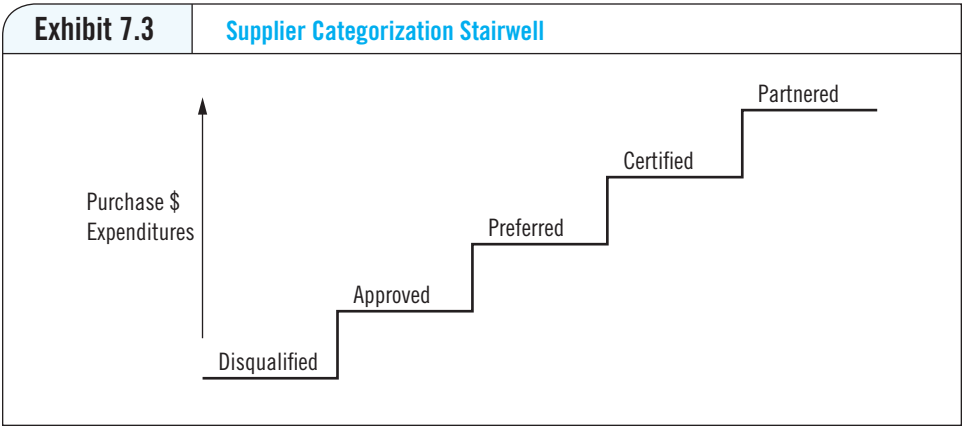 Exhibit 7.3
Supplier Categorization Stairwell
Partnered
Certified
Purchase $
Expenditures
Preferred
Approved
Disqualified